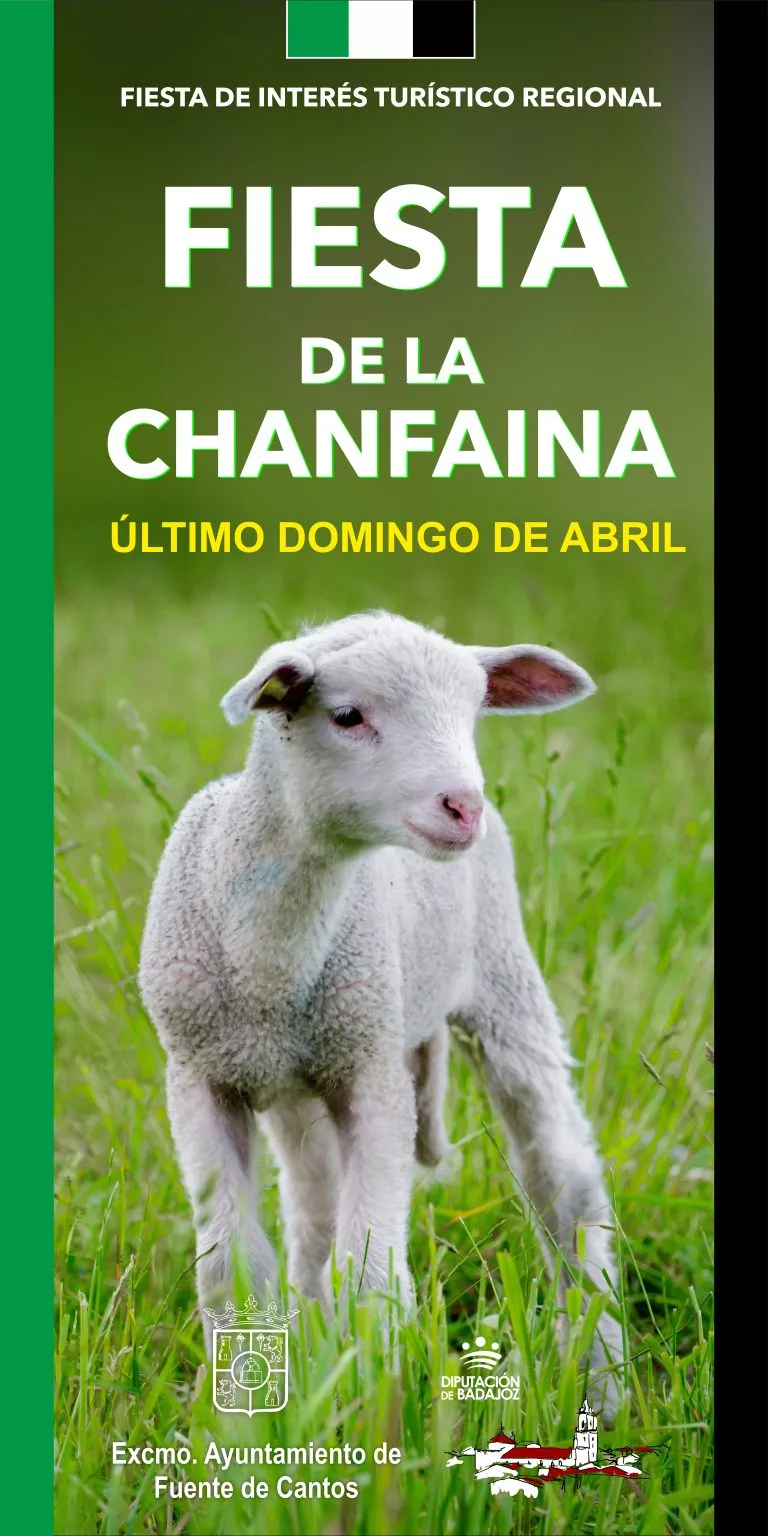 FIESTA DE INTERÉS TURÍSTICO REGIONAL
FIESTA
DE LA
CHANFAINA
ÚLTIMO DOMINGO DE ABRIL
Excmo. Ayuntamiento de
Fuente de Cantos
DIPUTACIÓN
DE BADAJOZ